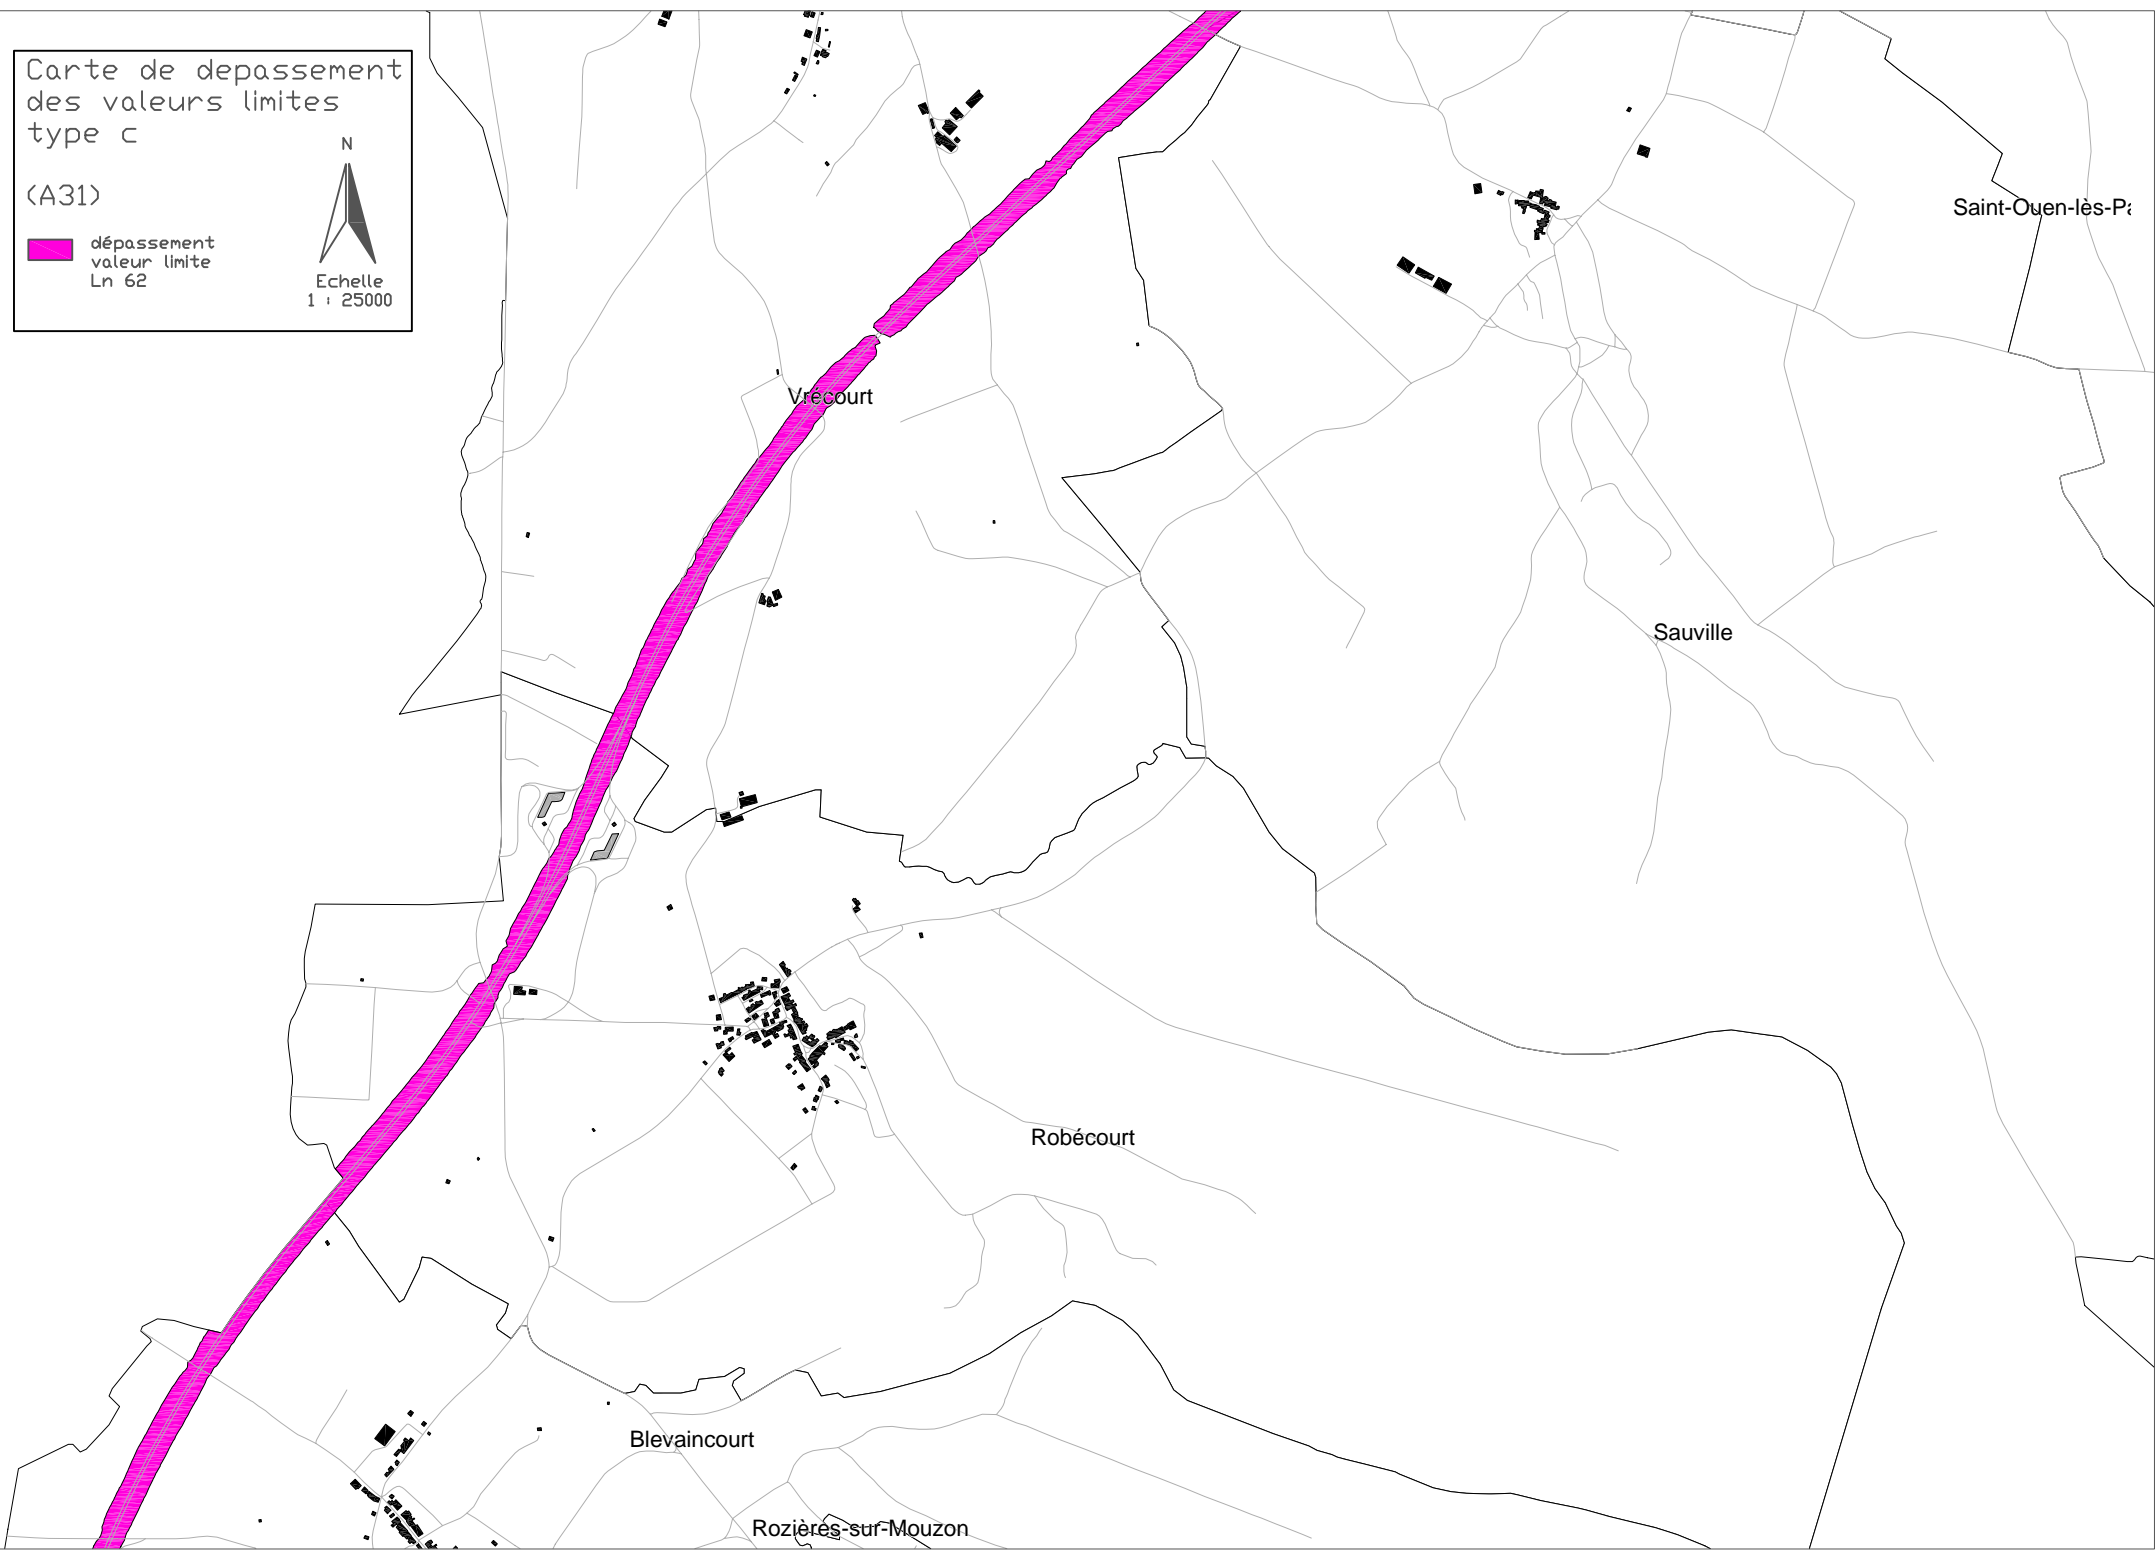 Carte de depassement
des valeurs limites
type c
N
(A31)
dépassement
valeur limite
Ln 62
Echelle
1 : 25000
Saint-Ouen-lès-Pa
Vrécourt
Sauville
Robécourt
Blevaincourt
Rozières-sur-Mouzon